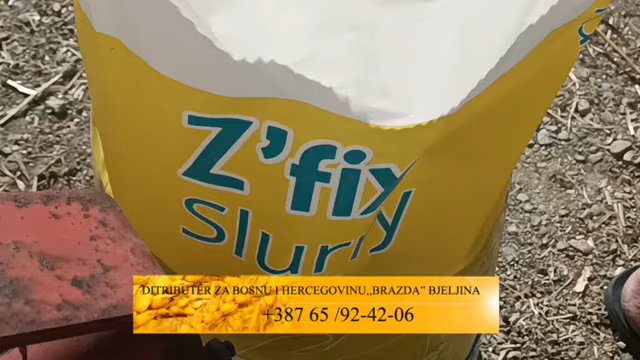 Z'fix
Slurry
DITRIBUTER ZA BOSNU I HERCEGOVINU,,BRAZDA” BJELJINA
+387 65 /92-42-06